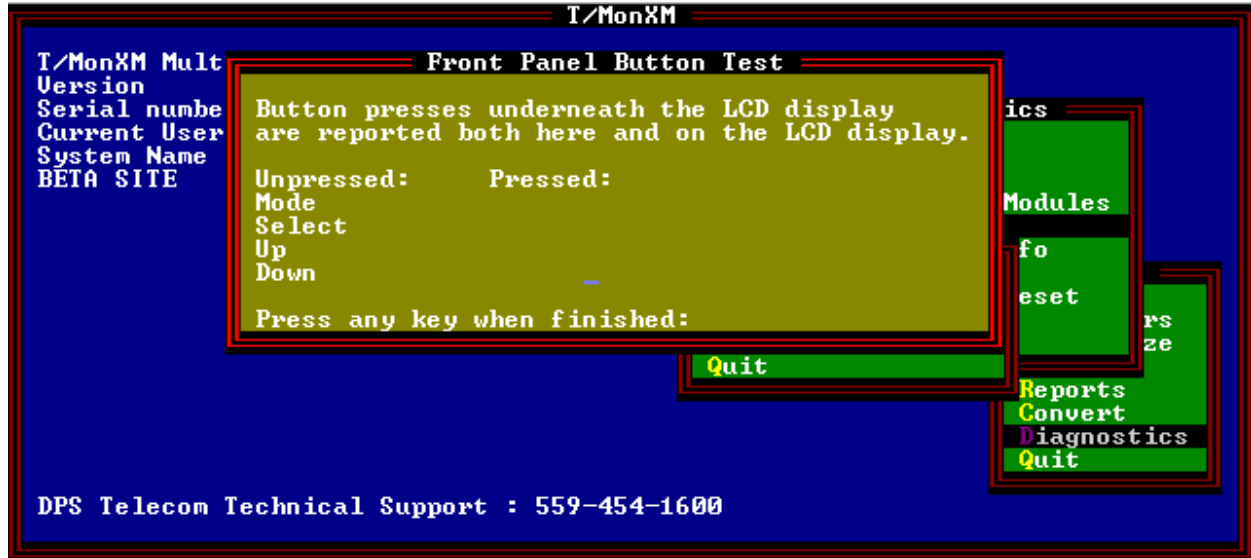 T/MonXM
T/MonXM Mult
Version
Serial numbe
Current User
System Name
BETA SITE
Front Panel Button Test
Button presses underneath the LCD display
are reported both here and on the LCD display.
Unpressed: Pressed:
Mode
Select
Up
Down
Press any key when finished:
ics
Modules
fo
eset
Quit
rs
ze
Reports
Convert
Diagnostics
Quit
DPS Telecom Technical Support : 559-454-1600